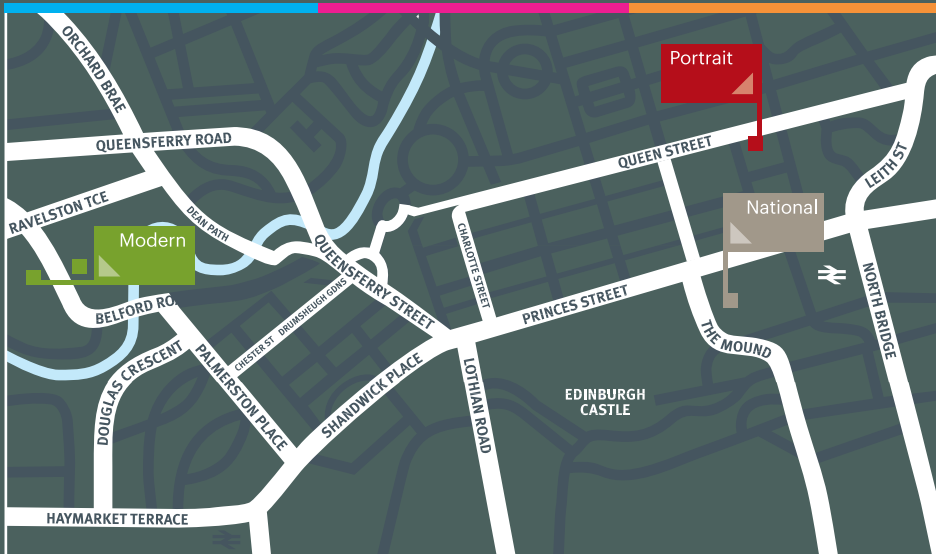 ORCHARD BRAE
Portrait
QUEENSFERRY ROAD
QUEEN STREET
LEITH ST
RAVELSTON TCE
DEAN PATH
National
Modern
CHARLOTTE STREET
QUEENSFERRY STREET
NORTH BRIDGE
BELFORD
CHESTER ST
DRUMSHEUGH GDNS
PRINCES STREET
THE MOUND
DOUGLAS CRESCENT
PALMERSTON PLACE
SHANDWICK PLACE
LOTHIAN ROAD
EDINBURGH
CASTLE
HAYMARKET TERRACE